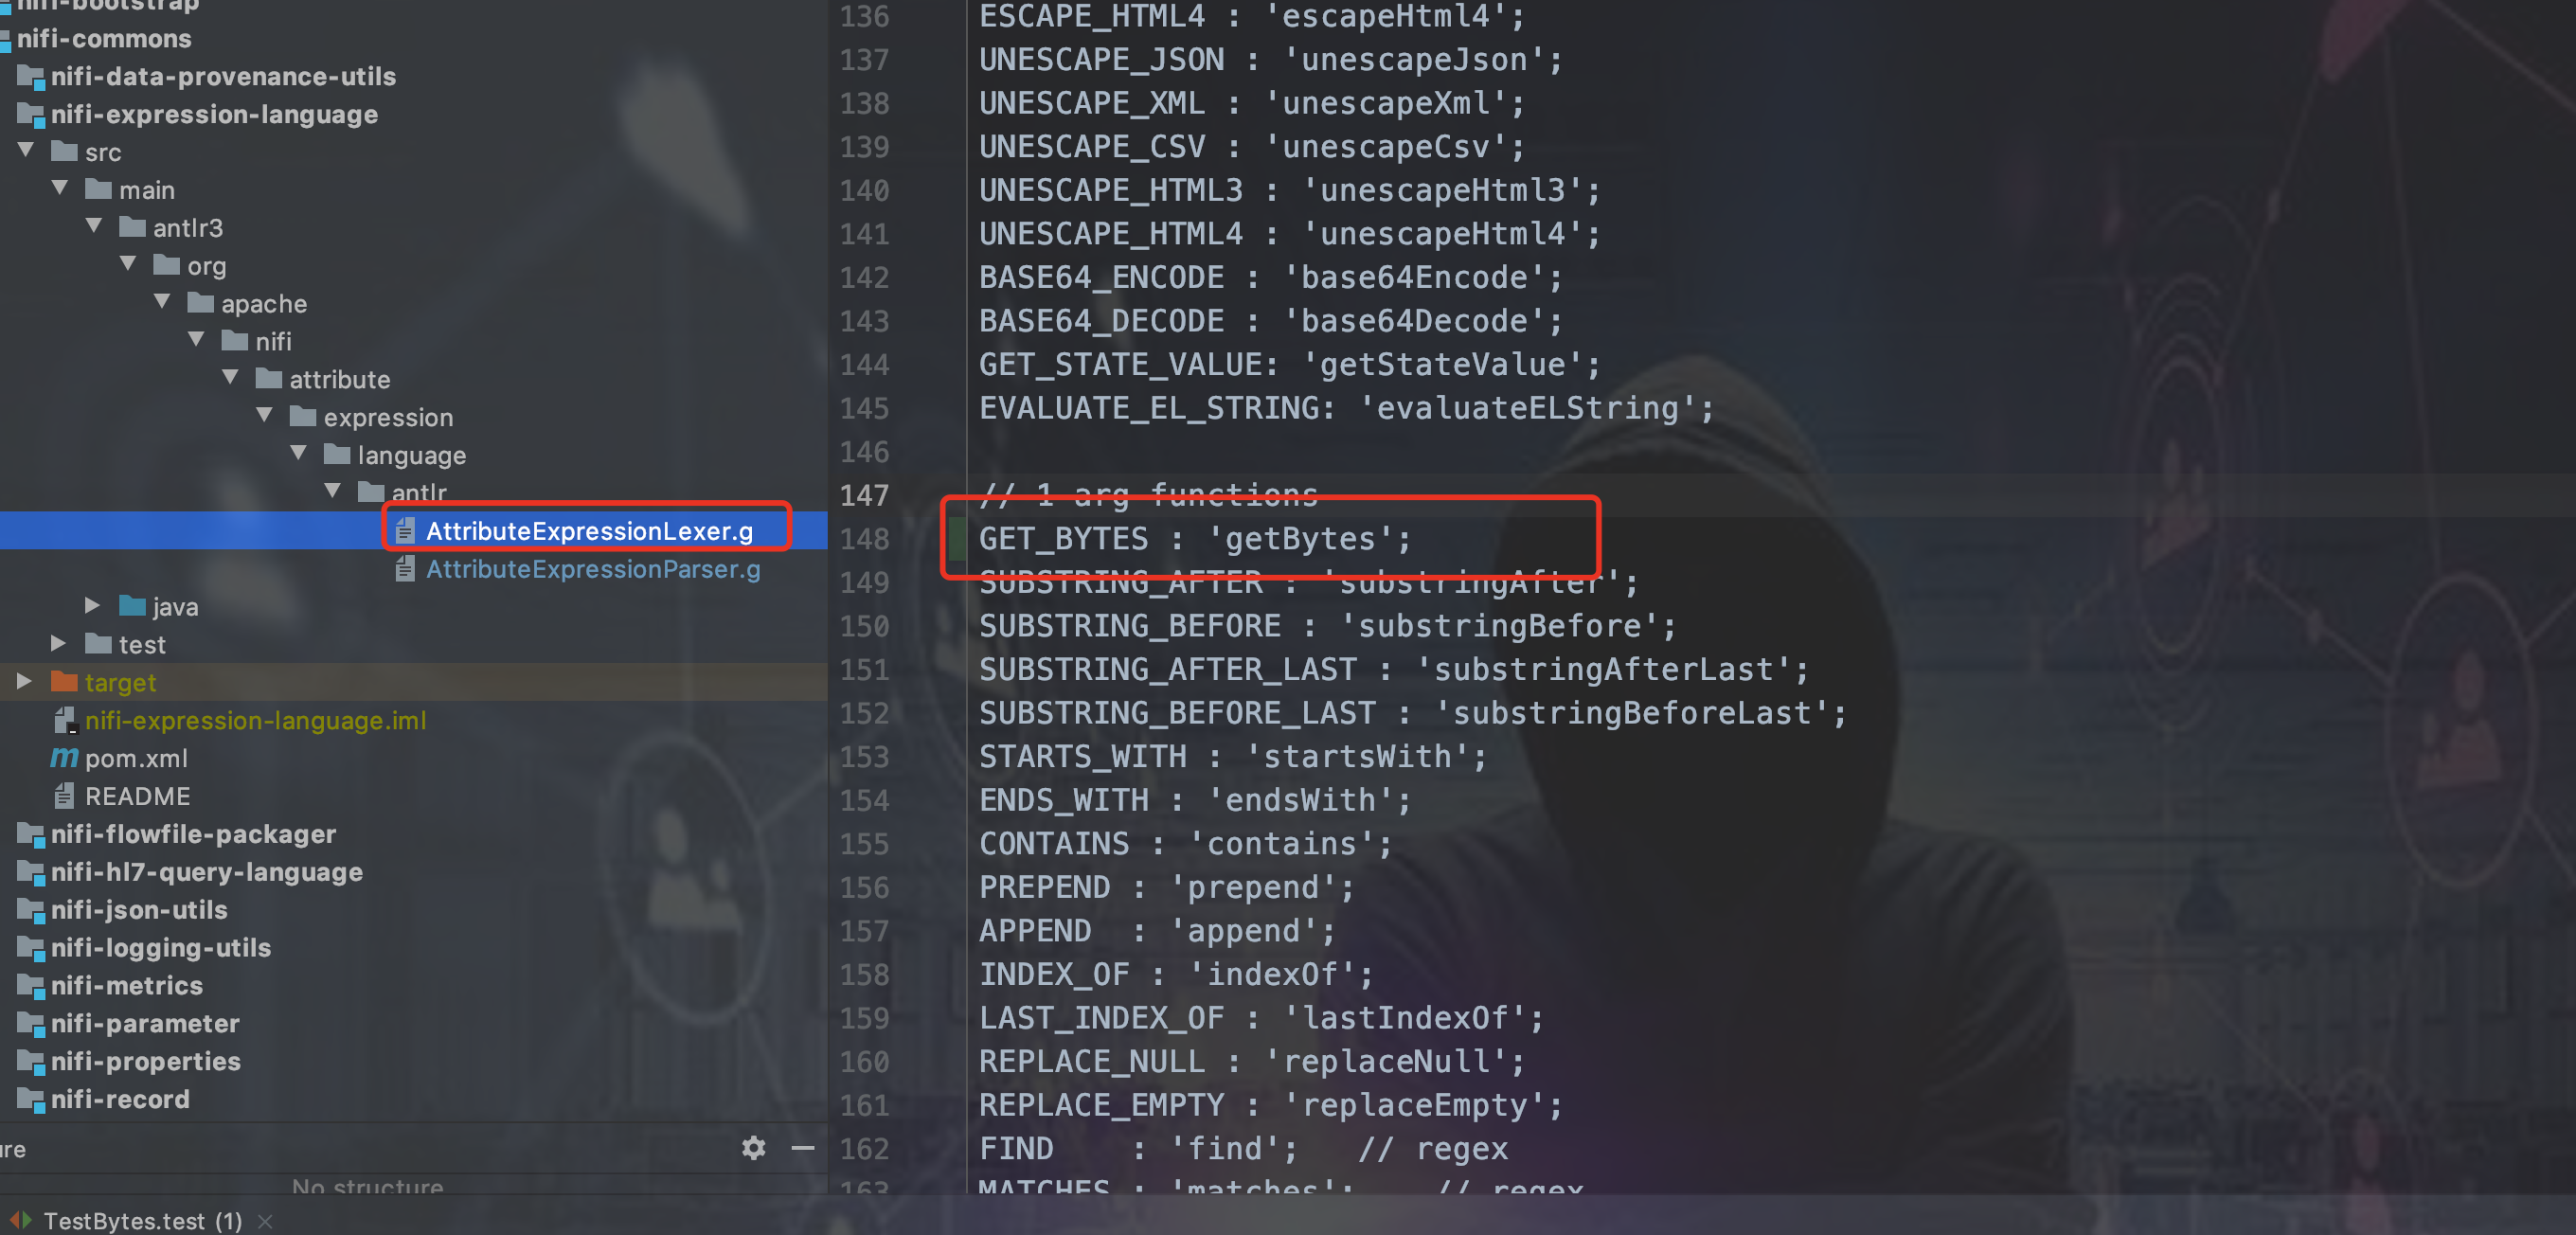 nifi-bootstrap
nifi-commons
nifi-data-provenance-utils
nifi-expression-language
src
main
antlr3
org
apache
nifi
attribute
expression
language
antlr
AttributeExpressionLexer.g
AttributeExpressionParser.g
java
test
target
nifi-expression-language.iml
pom.xml
README
nifi-flowfile-packager
nifi-hl7-query-language
nifi-json-utils
nifi-logging-utils
nifi-metrics
nifi-parameter
nifi-properties
nifi-record
ure
No structure
TestBytes.test (1)
136 ESCAPE_HTML4 : 'escapeHtml4';
137 UNESCAPE_JSON : 'unescapeJson';
138 UNESCAPE_XML : 'unescapeXml';
139 UNESCAPE_CSV : 'unescapeCsv';
140 UNESCAPE_HTML3 : 'unescapeHtml3';
141 UNESCAPE_HTML4 : 'unescapeHtml4';
142 BASE64_ENCODE : 'base64Encode';
143 BASE64_DECODE : 'base64Decode';
144 GET_STATE_VALUE: 'getStateValue';
145 EVALUATE_EL_STRING: 'evaluateELString';
146
147 // 1 arg functions
148 GET_BYTES : 'getBytes';
149 SUBSTRING_AFTER : 'substringAfter';
150 SUBSTRING_BEFORE : 'substringBefore';
151 SUBSTRING_AFTER_LAST : 'substringAfterLast';
152 SUBSTRING_BEFORE_LAST : 'substringBeforeLast';
153 STARTS_WITH : 'startsWith';
154 ENDS_WITH : 'endsWith';
155 CONTAINS : 'contains';
156 PREPEND : 'prepend';
157 APPEND : 'append';
158 INDEX_OF : 'indexOf';
159 LAST_INDEX_OF : 'lastIndexOf';
160 REPLACE_NULL : 'replaceNull';
161 REPLACE_EMPTY : 'replaceEmpty';
162 FIND : 'find'; // regex
163 MATCHES : 'matches'; // regex